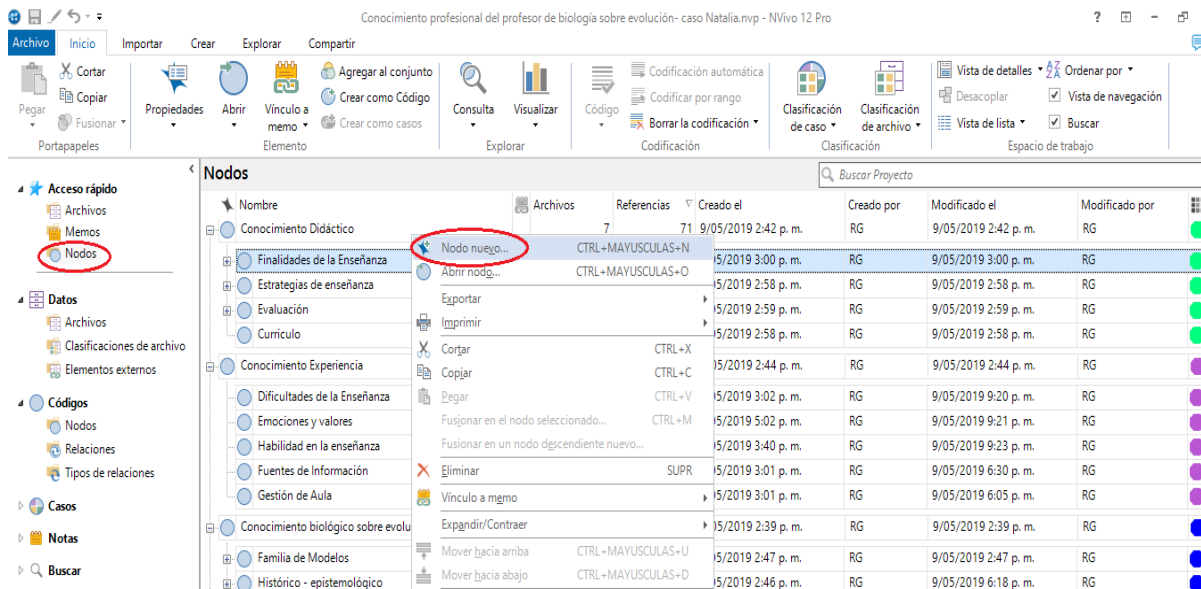 Conocimiento profesional del profesor de biología sobre evolución- caso Natalia.nvp - NVivo 12 Pro
Archivo Inicio Importar Crear Explorar Compartir
Pegar
Cortar
Copiar
Fusionar
Portapapeles
Propiedades
Abrir
Vínculo a memo
Agregar al conjunto
Crear como Código
Crear como casos
Elemento
Consulta
Visualizar
Explorar
Código
Codificación automática
Codificar por rango
Borrar la codificación
Codificación
Clasificación de caso
Clasificación de archivo
Clasificación
Vista de detalles
Ordenar por
Desacoplar
Vista de navegación
Vista de lista
Buscar
Espacio de trabajo
Acceso rápido
Archivos
Memos
Nodos
Datos
Archivos
Clasificaciones de archivo
Elementos externos
Códigos
Nodos
Relaciones
Tipos de relaciones
Casos
Notas
Buscar
Nodos
Buscar Proyecto
Nombre Archivos Referencias Creado el Creado por Modificado el Modificado por
Conocimiento Didáctico 7 71 9/05/2019 2:42 p. m. RG 9/05/2019 2:42 p. m. RG
Finalidades de la Enseñanza /05/2019 3:00 p. m. RG 9/05/2019 3:00 p. m. RG
Estrategias de enseñanza /05/2019 2:58 p. m. RG 9/05/2019 2:58 p. m. RG
Evaluación /05/2019 2:59 p. m. RG 9/05/2019 2:59 p. m. RG
Curriculo /05/2019 2:58 p. m. RG 9/05/2019 2:58 p. m. RG
Conocimiento Experiencia /05/2019 2:44 p. m. RG 9/05/2019 2:44 p. m. RG
Dificultades de la Enseñanza /05/2019 3:02 p. m. RG 9/05/2019 9:20 p. m. RG
Emociones y valores /05/2019 5:02 p. m. RG 9/05/2019 9:21 p. m. RG
Habilidad en la enseñanza /05/2019 3:40 p. m. RG 9/05/2019 9:23 p. m. RG
Fuentes de Información /05/2019 3:01 p. m. RG 9/05/2019 6:30 p. m. RG
Gestión de Aula /05/2019 3:01 p. m. RG 9/05/2019 6:05 p. m. RG
Conocimiento biológico sobre evolu /05/2019 2:39 p. m. RG 9/05/2019 2:39 p. m. RG
Familia de Modelos /05/2019 2:47 p. m. RG 9/05/2019 2:47 p. m. RG
Histórico - epistemológico /05/2019 2:46 p. m. RG 9/05/2019 6:18 p. m. RG
Nodo nuevo... CTRL+MAYUSCULAS+N
Abrir nodo... CTRL+MAYUSCULAS+O
Exportar
Imprimir
Cortar CTRL+X
Copiar CTRL+C
Pegar CTRL+V
Fusionar en el nodo seleccionado... CTRL+M
Fusionar en un nodo descendiente nuevo...
Eliminar SUPR
Vínculo a memo
Expandir/Contraer
Mover hacia arriba CTRL+MAYUSCULAS+U
Mover hacia abajo CTRL+MAYUSCULAS+D